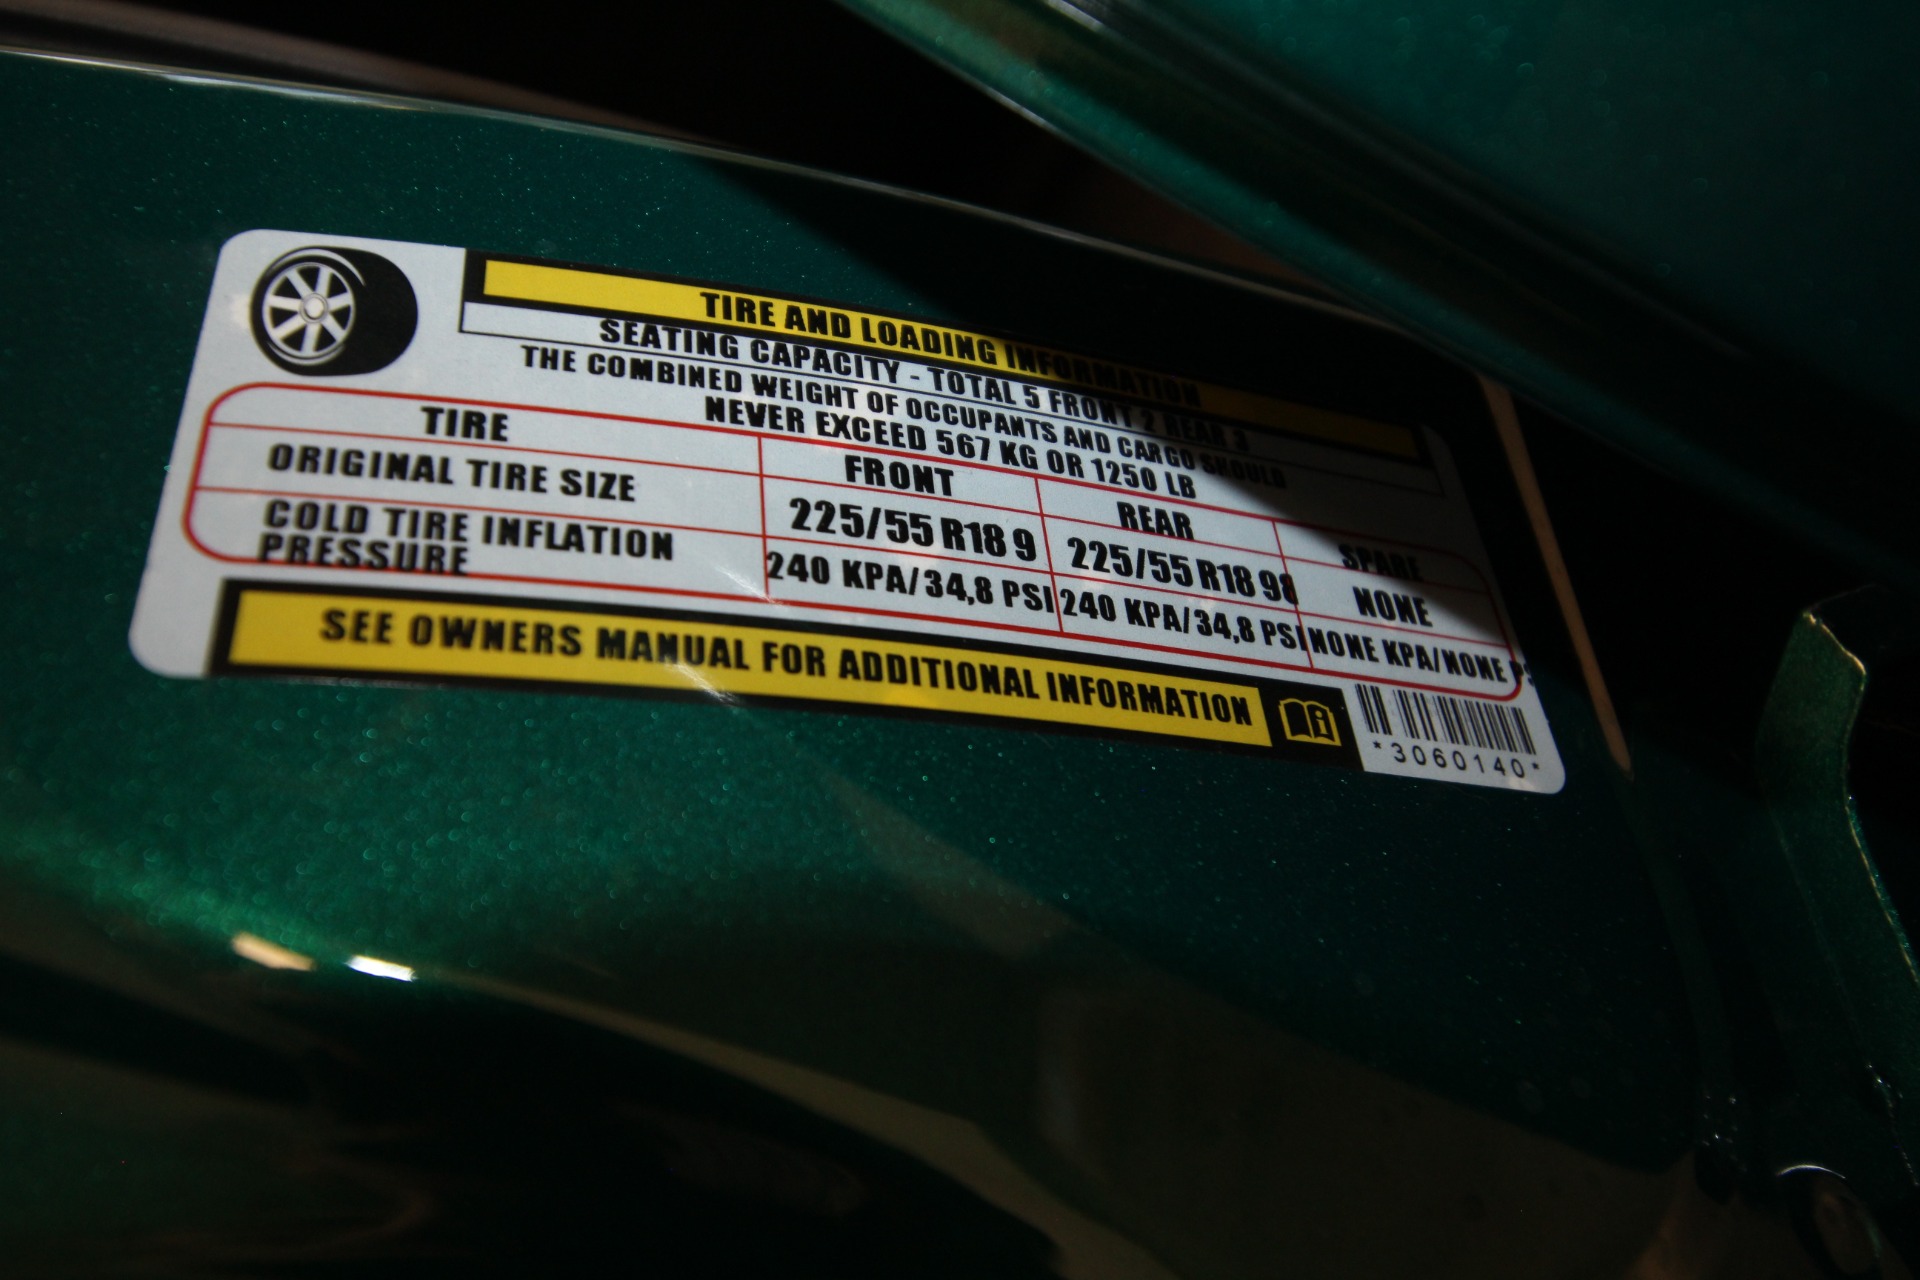 TIRE AND LOADING INFORMATION
SEATING CAPACITY - TOTAL 5 FRONT 2 REAR 3
THE COMBINED WEIGHT OF OCCUPANTS AND CARGO SHOULD
NEVER EXCEED 567 KG OR 1250 LB
TIRE FRONT REAR SPARE
ORIGINAL TIRE SIZE 225/55 R18 9 225/55 R18 98 NONE
COLD TIRE INFLATION
PRESSURE 240 KPA/34,8 PSI 240 KPA/34,8 PSI NONE KPA/NONE PS
SEE OWNERS MANUAL FOR ADDITIONAL INFORMATION
*3060140*